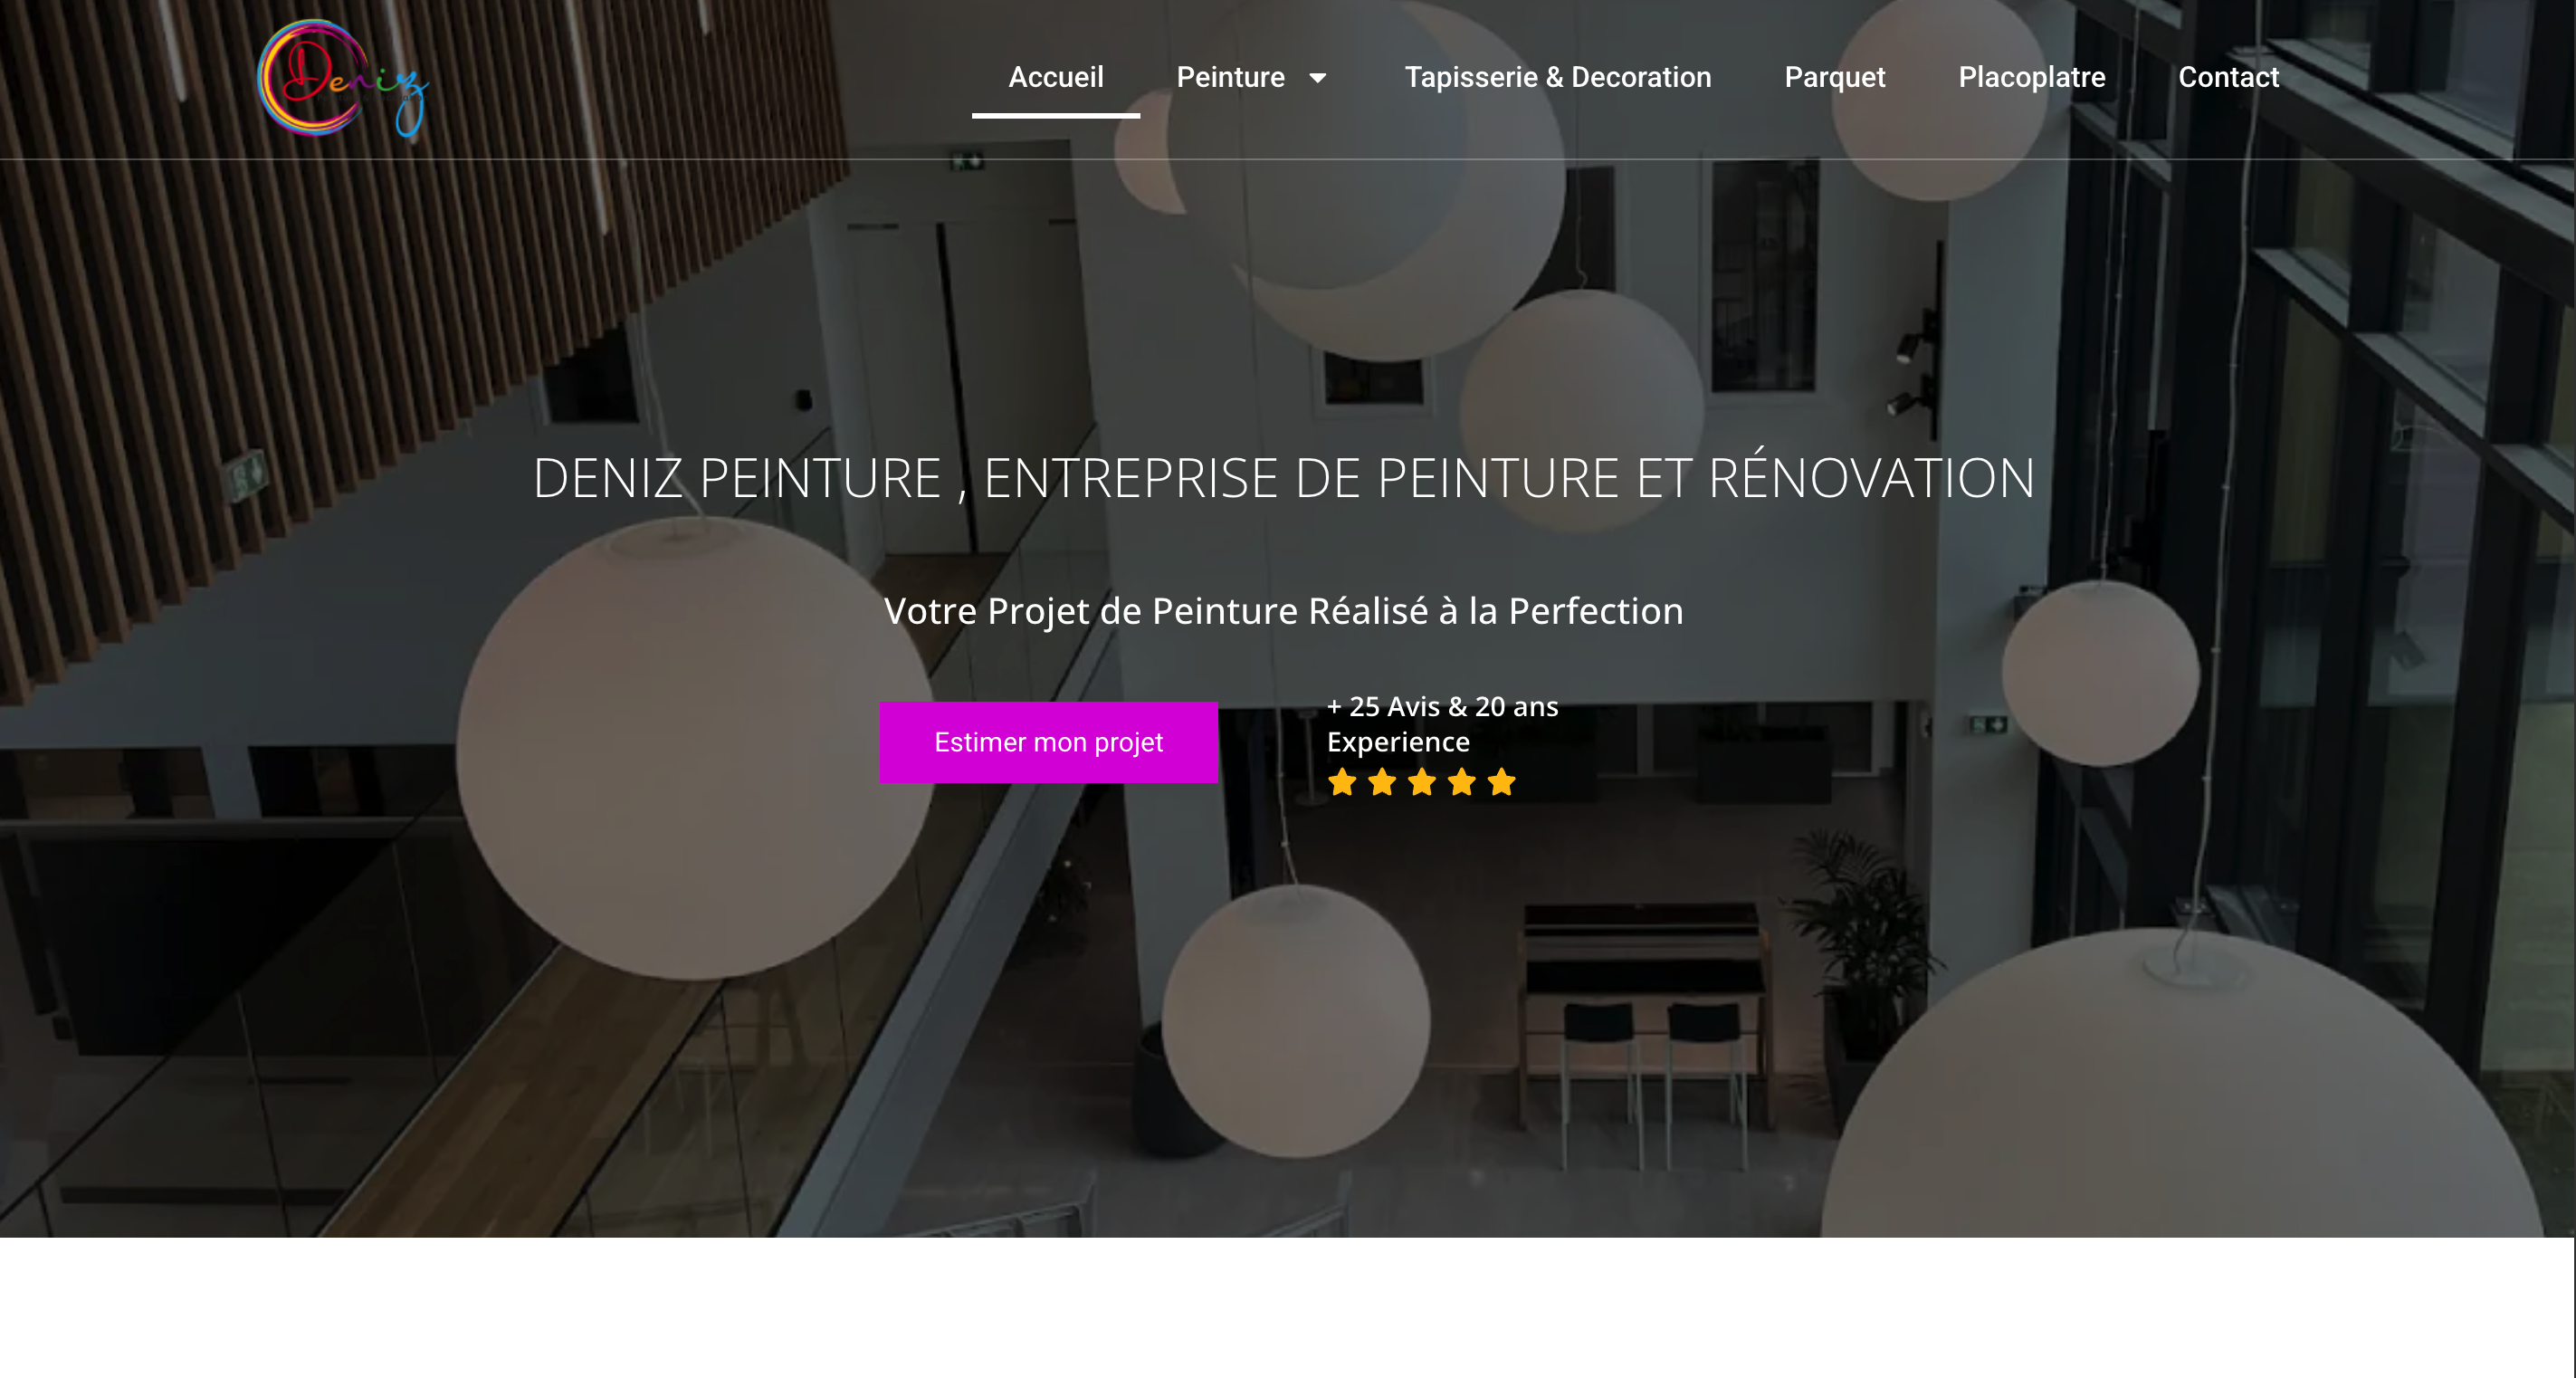 Deniz
Accueil Peinture Tapisserie & Decoration Parquet Placoplatre Contact
DENIZ PEINTURE , ENTREPRISE DE PEINTURE ET RÉNOVATION
Votre Projet de Peinture Réalisé à la Perfection
Estimer mon projet
+ 25 Avis & 20 ans
Experience